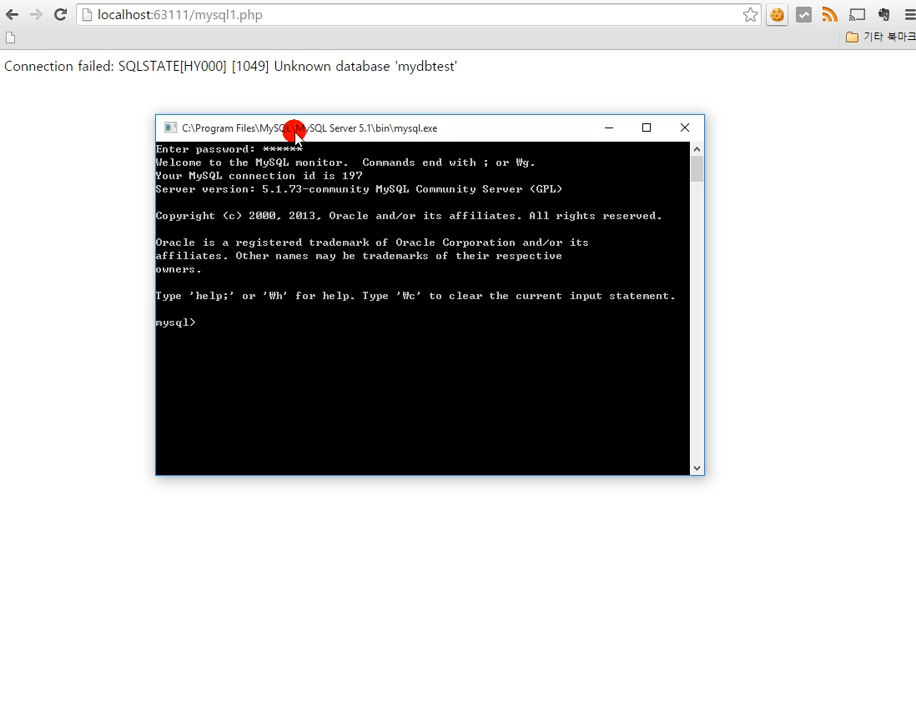 localhost:63111/mysql1.php
기타 북마크
Connection failed: SQLSTATE[HY000] [1049] Unknown database 'mydbtest'
C:\Program Files\MySQL\MySQL Server 5.1\bin\mysql.exe
Enter password: ******
Welcome to the MySQL monitor.  Commands end with ; or ₩g.
Your MySQL connection id is 197
Server version: 5.1.73-community MySQL Community Server (GPL)
Copyright (c) 2000, 2013, Oracle and/or its affiliates. All rights reserved.
Oracle is a registered trademark of Oracle Corporation and/or its
affiliates. Other names may be trademarks of their respective
owners.
Type 'help;' or '₩h' for help. Type '₩c' to clear the current input statement.
mysql>